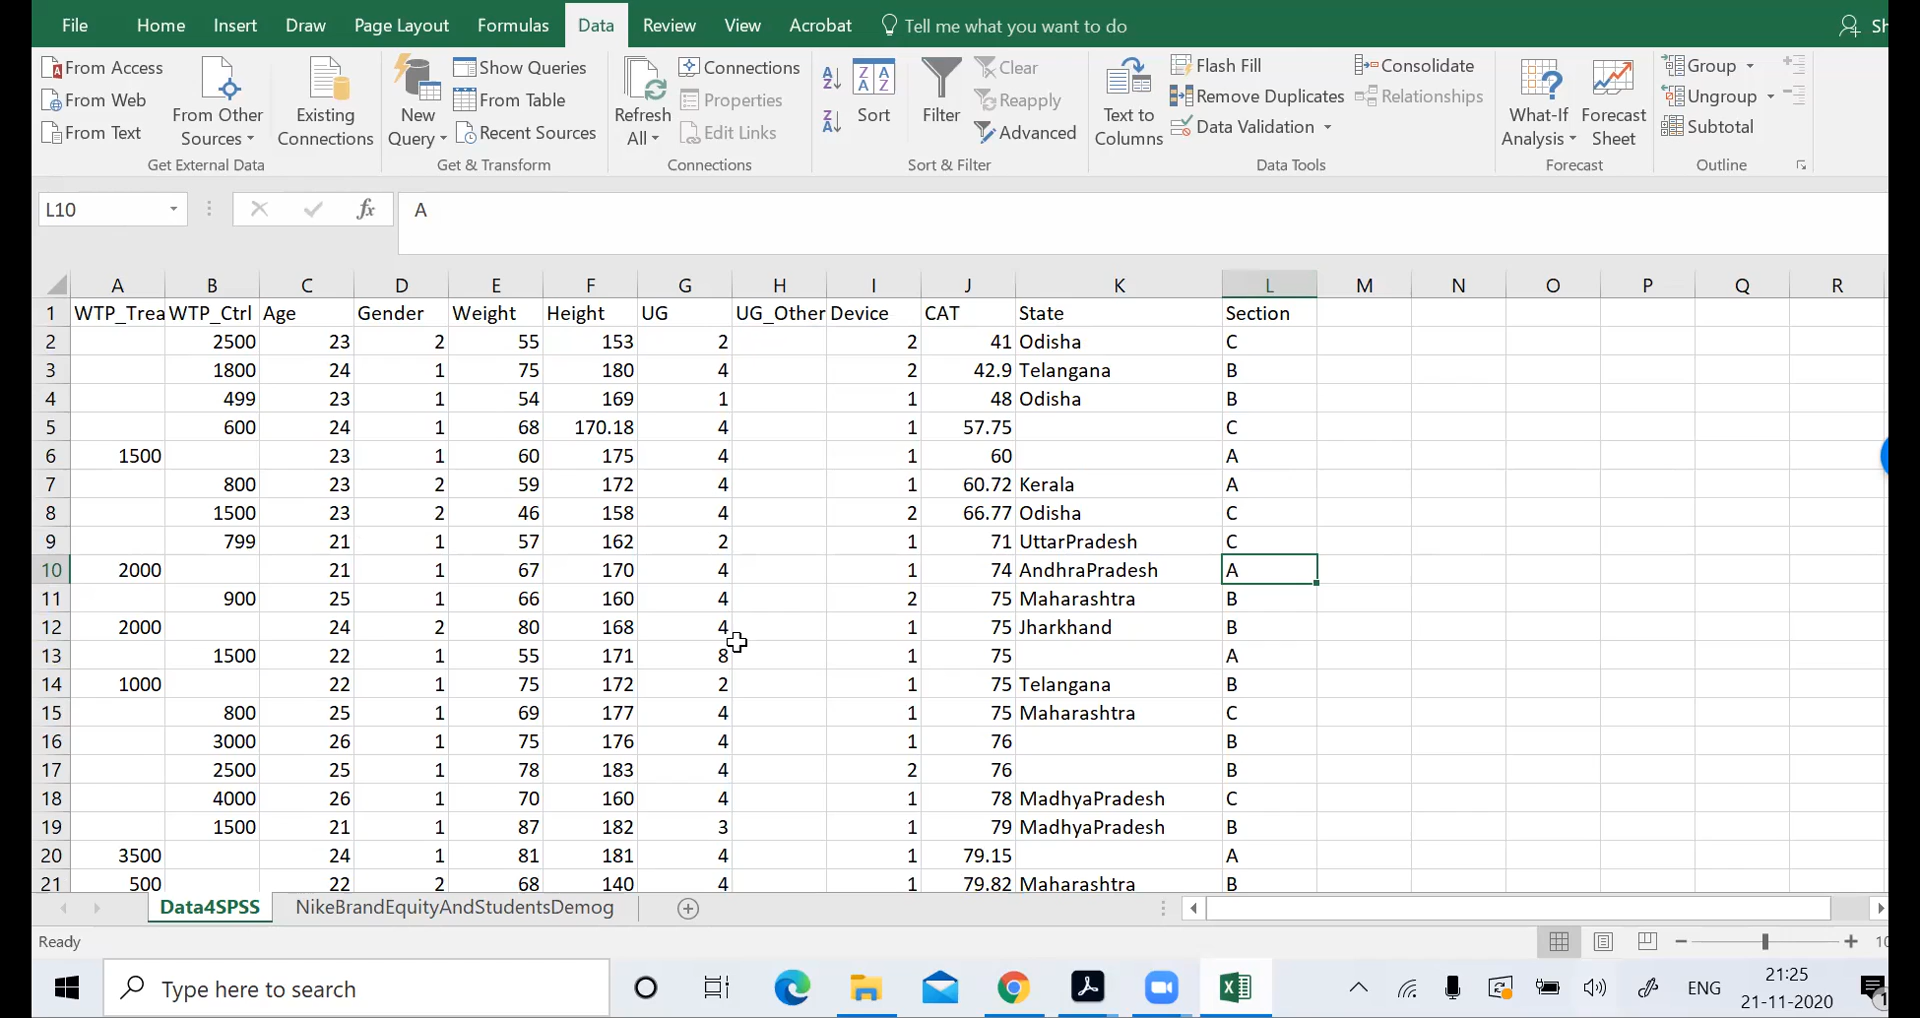 File Home Insert Draw Page Layout Formulas Data Review View Acrobat Tell me what you want to do
From Access
From Web
From Text
From Other Sources
Existing Connections
Get External Data
New Query
Show Queries
From Table
Recent Sources
Get & Transform
Refresh All
Connections
Properties
Edit Links
Connections
Sort
Filter
Clear
Reapply
Advanced
Sort & Filter
Text to Columns
Flash Fill
Remove Duplicates
Data Validation
Consolidate
Relationships
Data Tools
What-If Analysis
Forecast Sheet
Forecast
Group
Ungroup
Subtotal
Outline
L10 fx A
A B C D E F G H I J K L M N O P Q R
1 WTP_Trea WTP_Ctrl Age Gender Weight Height UG UG_Other Device CAT State Section
2 2500 23 2 55 153 2 2 41 Odisha C
3 1800 24 1 75 180 4 2 42.9 Telangana B
4 499 23 1 54 169 1 1 48 Odisha B
5 600 24 1 68 170.18 4 1 57.75 C
6 1500 23 1 60 175 4 1 60 A
7 800 23 2 59 172 4 1 60.72 Kerala A
8 1500 23 2 46 158 4 2 66.77 Odisha C
9 799 21 1 57 162 2 1 71 UttarPradesh C
10 2000 21 1 67 170 4 1 74 AndhraPradesh A
11 900 25 1 66 160 4 2 75 Maharashtra B
12 2000 24 2 80 168 4 1 75 Jharkhand B
13 1500 22 1 55 171 8 1 75 A
14 1000 22 1 75 172 2 1 75 Telangana B
15 800 25 1 69 177 4 1 75 Maharashtra C
16 3000 26 1 75 176 4 1 76 B
17 2500 25 1 78 183 4 2 76 B
18 4000 26 1 70 160 4 1 78 MadhyaPradesh C
19 1500 21 1 87 182 3 1 79 MadhyaPradesh B
20 3500 24 1 81 181 4 1 79.15 A
21 500 22 2 68 140 4 1 79.82 Maharashtra B
Data4SPSS NikeBrandEquityAndStudentsDemog
Ready
Type here to search
ENG
21:25
21-11-2020